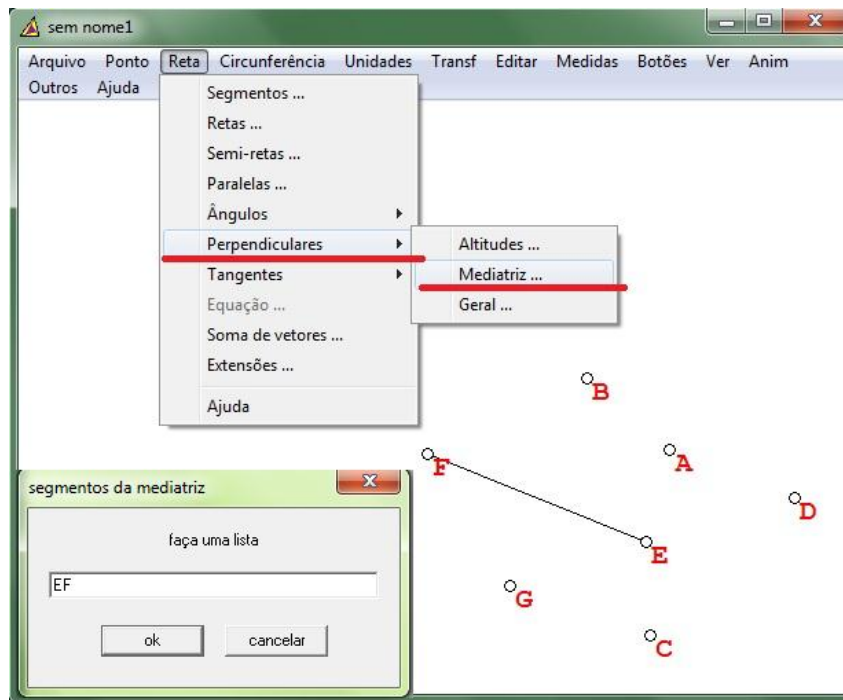 sem nome1
Arquivo Ponto Reta Circunferência Unidades Transf Editar Medidas Botões Ver Anim
Outros Ajuda
Segmentos ...
Retas ...
Semi-retas ...
Paralelas ...
Ângulos
Perpendiculares
Tangentes
Equação ...
Soma de vetores ...
Extensões ...
Ajuda
Altitudes ...
Mediatriz ...
Geral ...
B
A
F
D
E
G
C
segmentos da mediatriz
faça uma lista
EF
ok cancelar